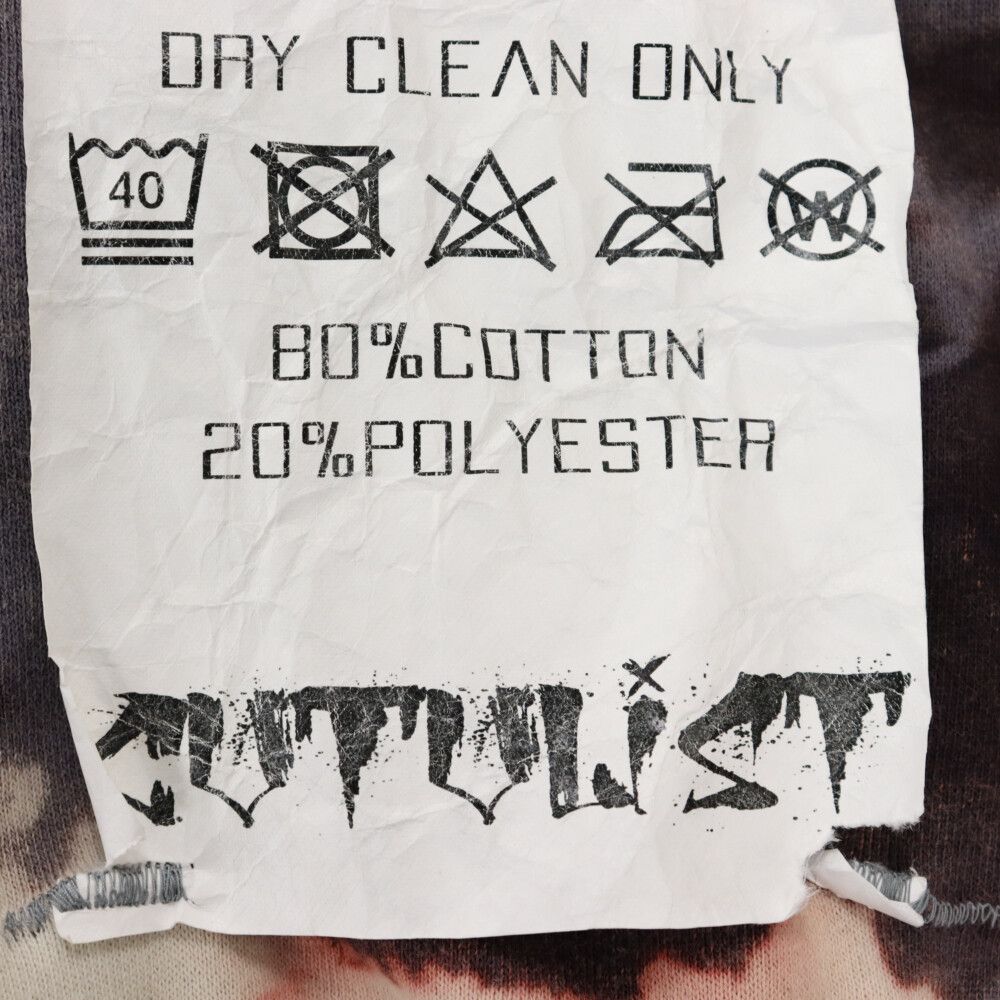 DRY CLEAN ONLY
40
W
80%COTTON
20%POLYESTER